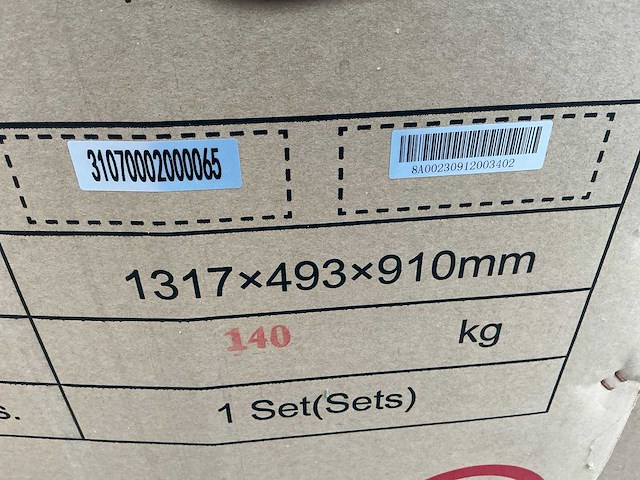 31070002000065
8A00230912003402
1317×493×910mm
140 kg
s.
1 Set(Sets)